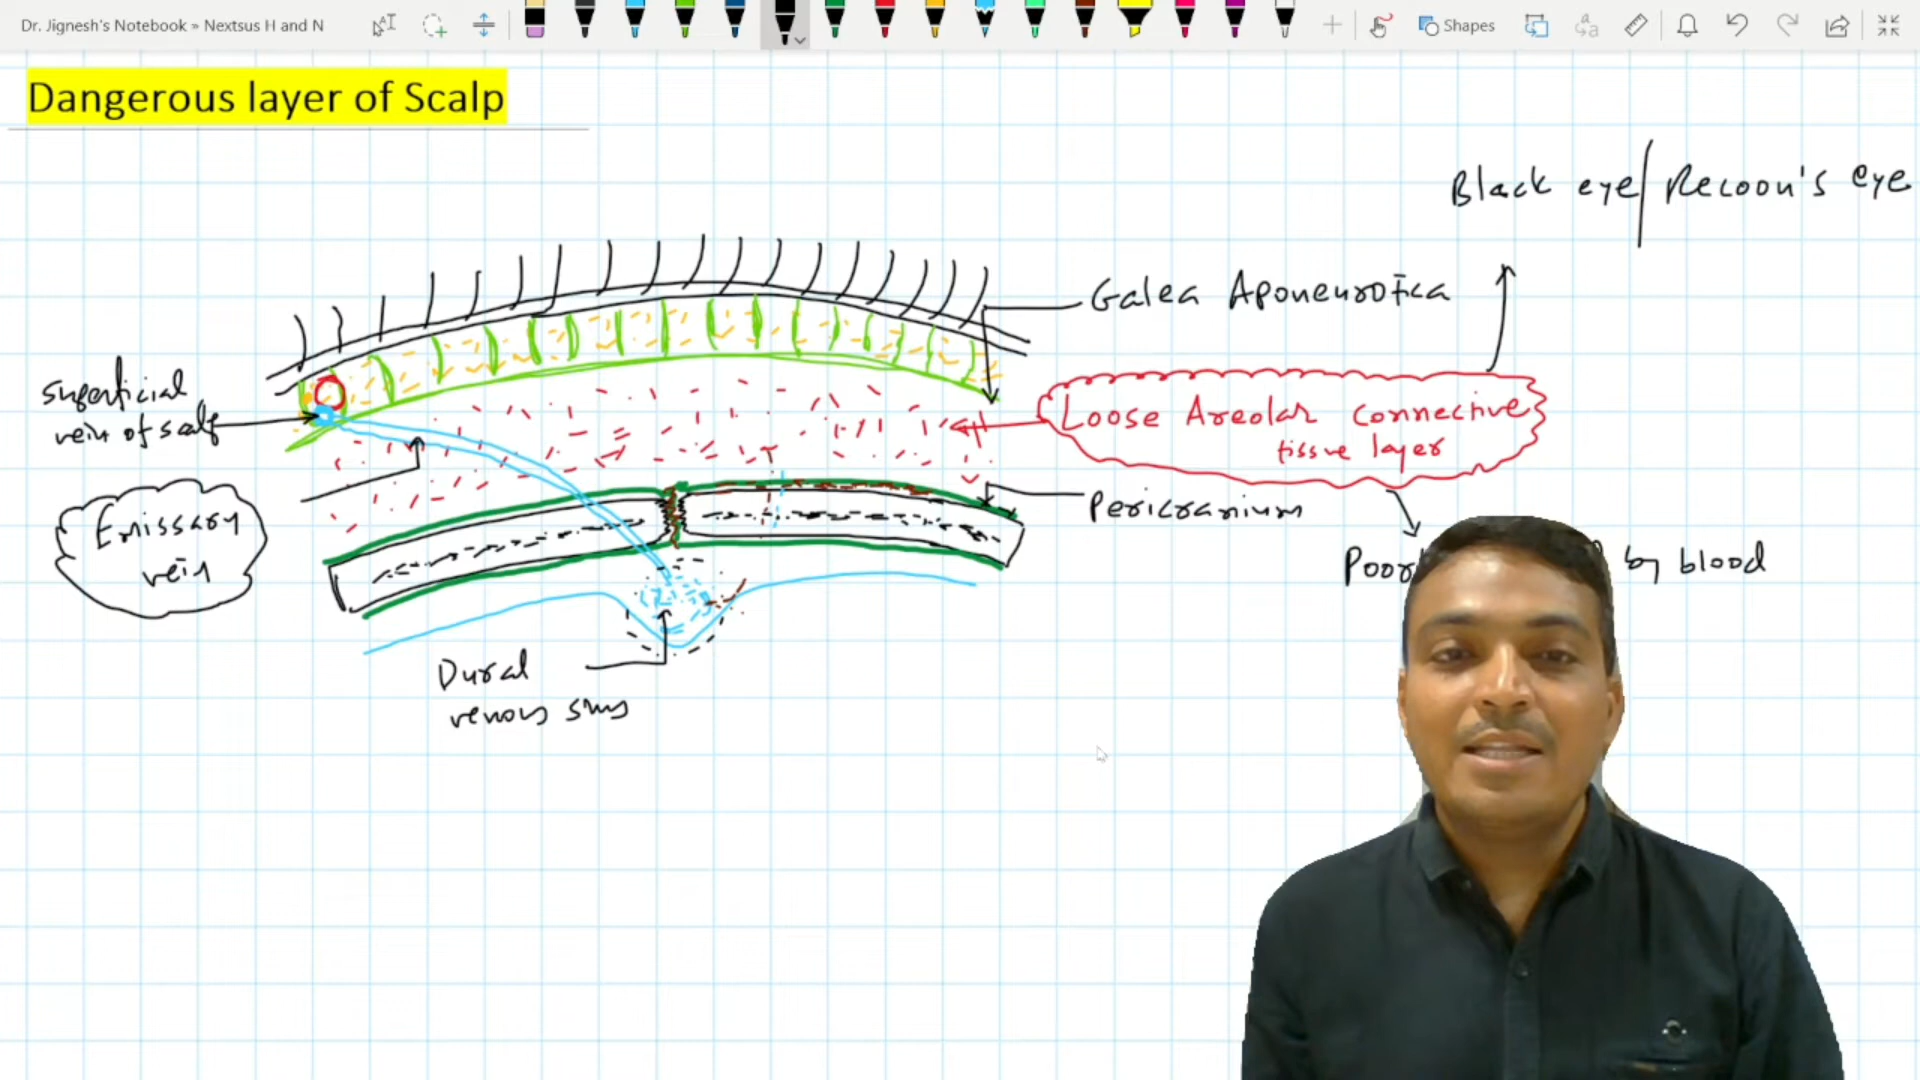 Dr. Jignesh's Notebook » Nextsus H and N
Shapes
Dangerous layer of Scalp
Black eye/ Recoon's eye
Galea Aponeurotica
superficial
vein of scalp
Loose Areolar connective
tissue layer
Pericranium
Emissary
vein
Poor by blood
Dural
venous sinus